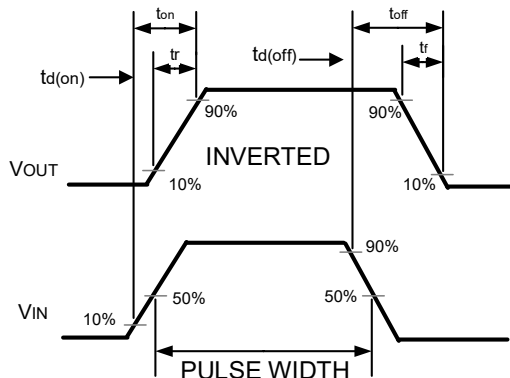 ton
toff
tr
td(off)
tf
td(on)
90%
90%
INVERTED
VOUT
10%
10%
90%
50%
50%
VIN
10%
PULSE WIDTH